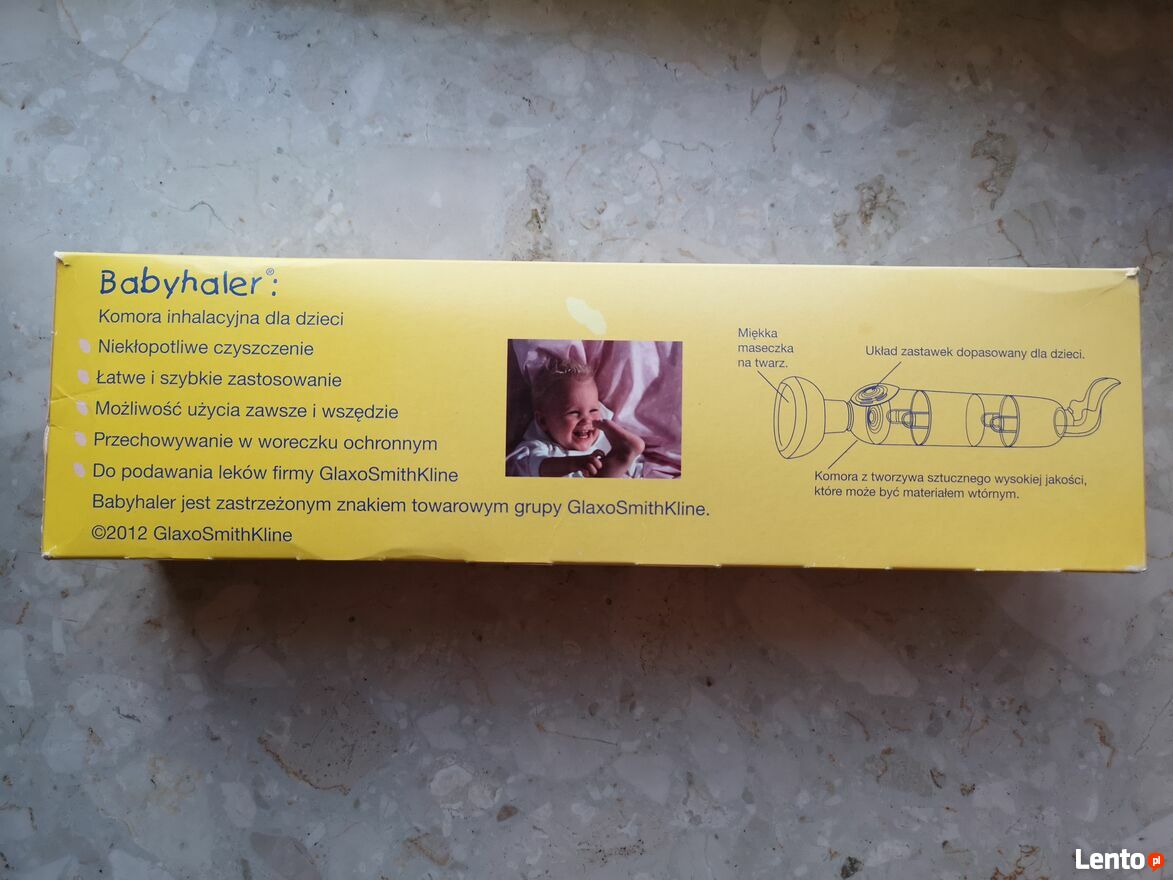 Babyhaler®:
Komora inhalacyjna dla dzieci
Niekłopotliwe czyszczenie
Łatwe i szybkie zastosowanie
Możliwość użycia zawsze i wszędzie
Przechowywanie w woreczku ochronnym
Do podawania leków firmy GlaxoSmithKline
Babyhaler jest zastrzeżonym znakiem towarowym grupy GlaxoSmithKline.
©2012 GlaxoSmithKline
Miękka
maseczka
na twarz.
Układ zastawek dopasowany dla dzieci.
Komora z tworzywa sztucznego wysokiej jakości,
które może być materiałem wtórnym.
Lento pl